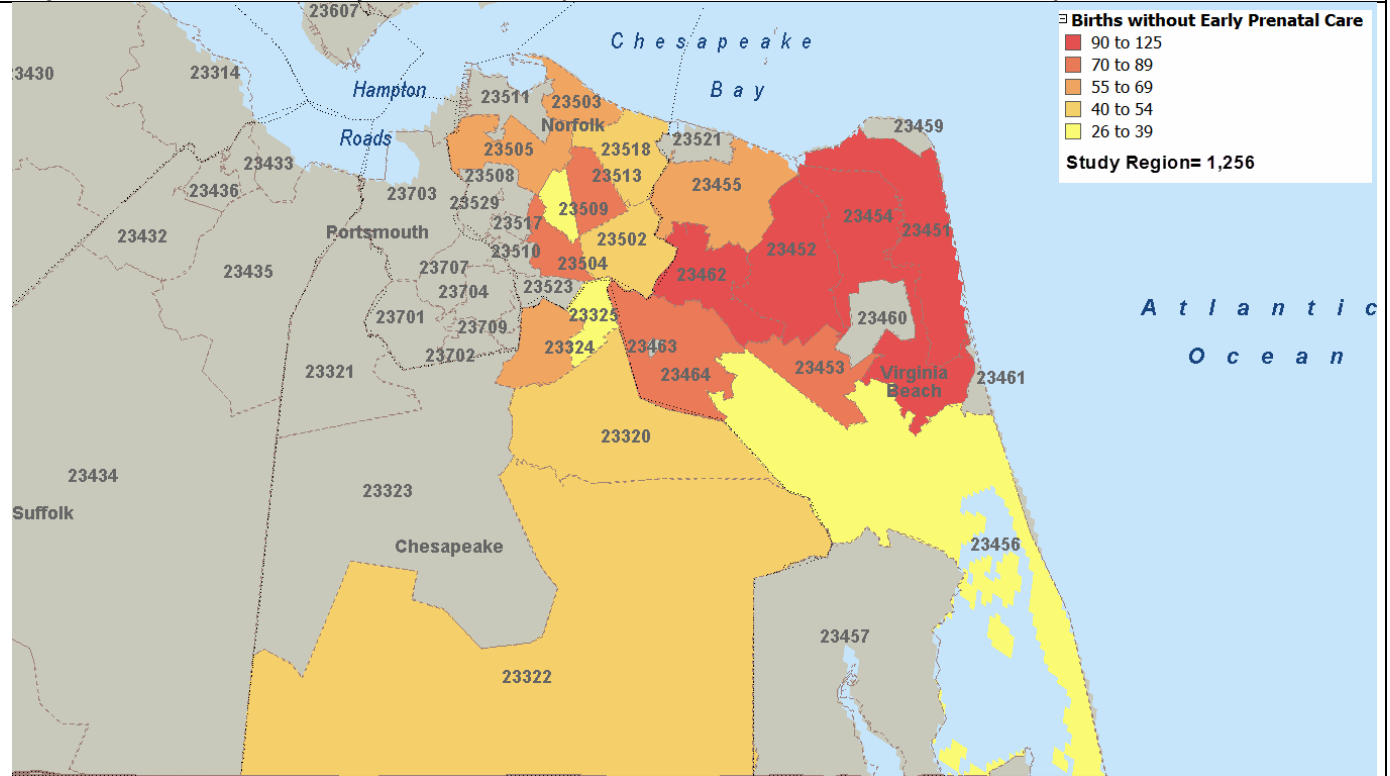 23607
Births without Early Prenatal Care
90 to 125
70 to 89
55 to 69
40 to 54
26 to 39
Study Region= 1,256
Chesapeake
Bay
23430
23314
Hampton
Roads
23511
23503
Norfolk
23459
23433
23436
23505
23518
23521
23508
23513
23455
23703
23529
23509
23454
23451
23432
Portsmouth
23517
23502
23452
23435
23510
23504
23462
23707
23704
23523
23701
23709
23325
23460
Atlantic
Ocean
23702
23324
23463
23464
23453
Virginia
Beach
23461
23321
23320
23434
23323
Suffolk
Chesapeake
23456
23457
23322